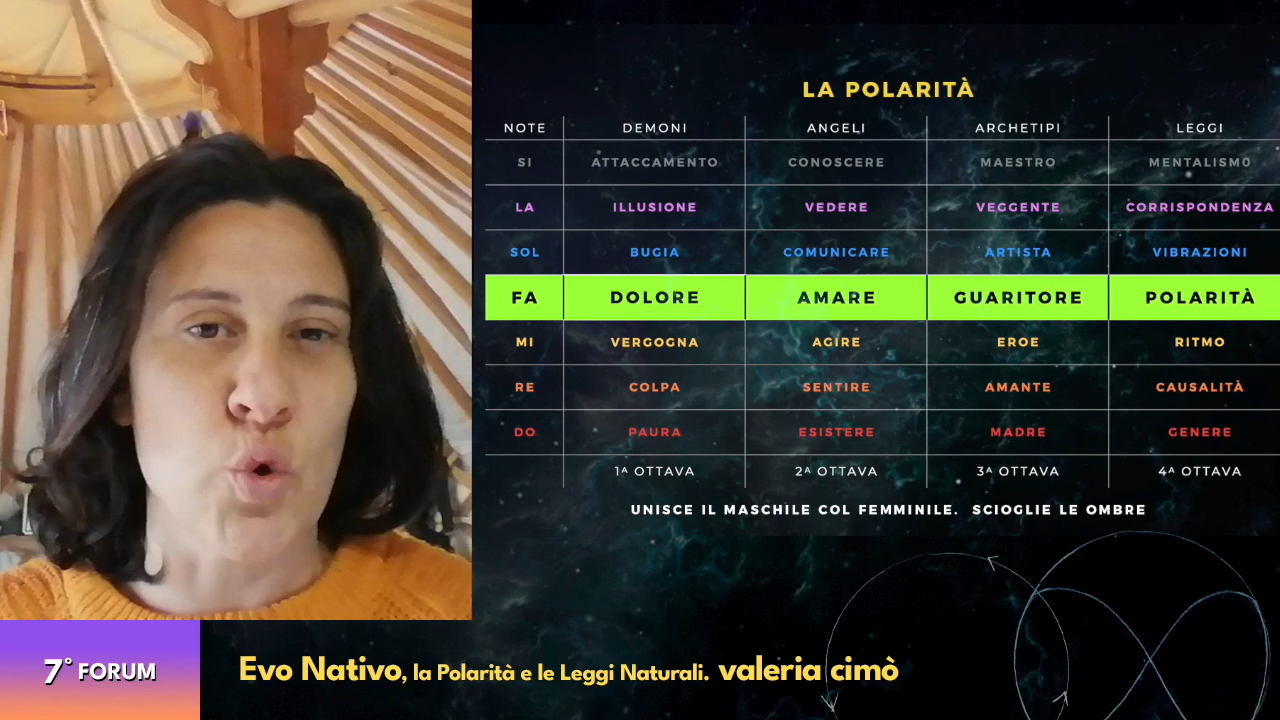 LA POLARITÀ
NOTE DEMONI ANGELI ARCHETIPI LEGGI
SI ATTACCAMENTO CONOSCERE MAESTRO MENTALISMO
LA ILLUSIONE VEDERE VEGGENTE CORRISPONDENZA
SOL BUGIA COMUNICARE ARTISTA VIBRAZIONI
FA DOLORE AMARE GUARITORE POLARITÀ
MI VERGOGNA AGIRE EROE RITMO
RE COLPA SENTIRE AMANTE CAUSALITÀ
DO PAURA ESISTERE MADRE GENERE
1ᴬ OTTAVA 2ᴬ OTTAVA 3ᴬ OTTAVA 4ᴬ OTTAVA
UNISCE IL MASCHILE COL FEMMINILE. SCIOGLIE LE OMBRE
7° FORUM
Evo Nativo, la Polarità e le Leggi Naturali. valeria cimò